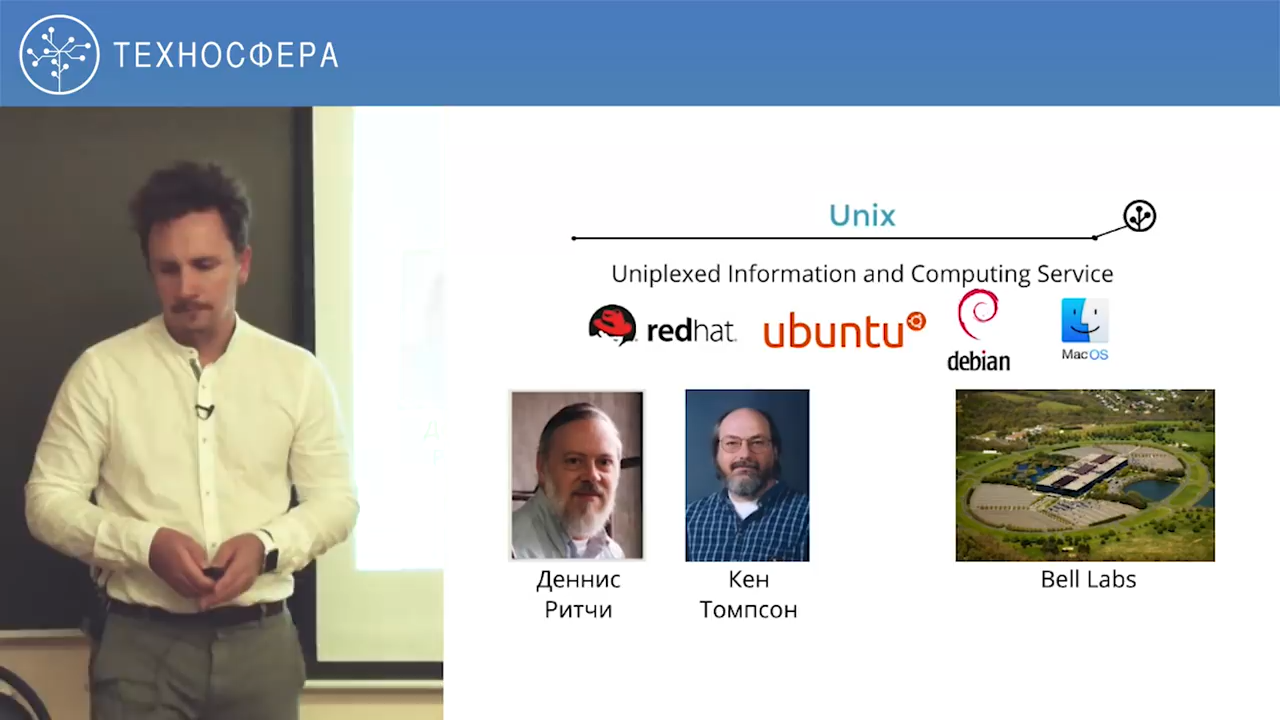 ТЕХНОСФЕРА
Unix
Uniplexed Information and Computing Service
redhat.
ubuntu
debian
MacOS
Деннис
Ритчи
Кен
Томпсон
Bell Labs